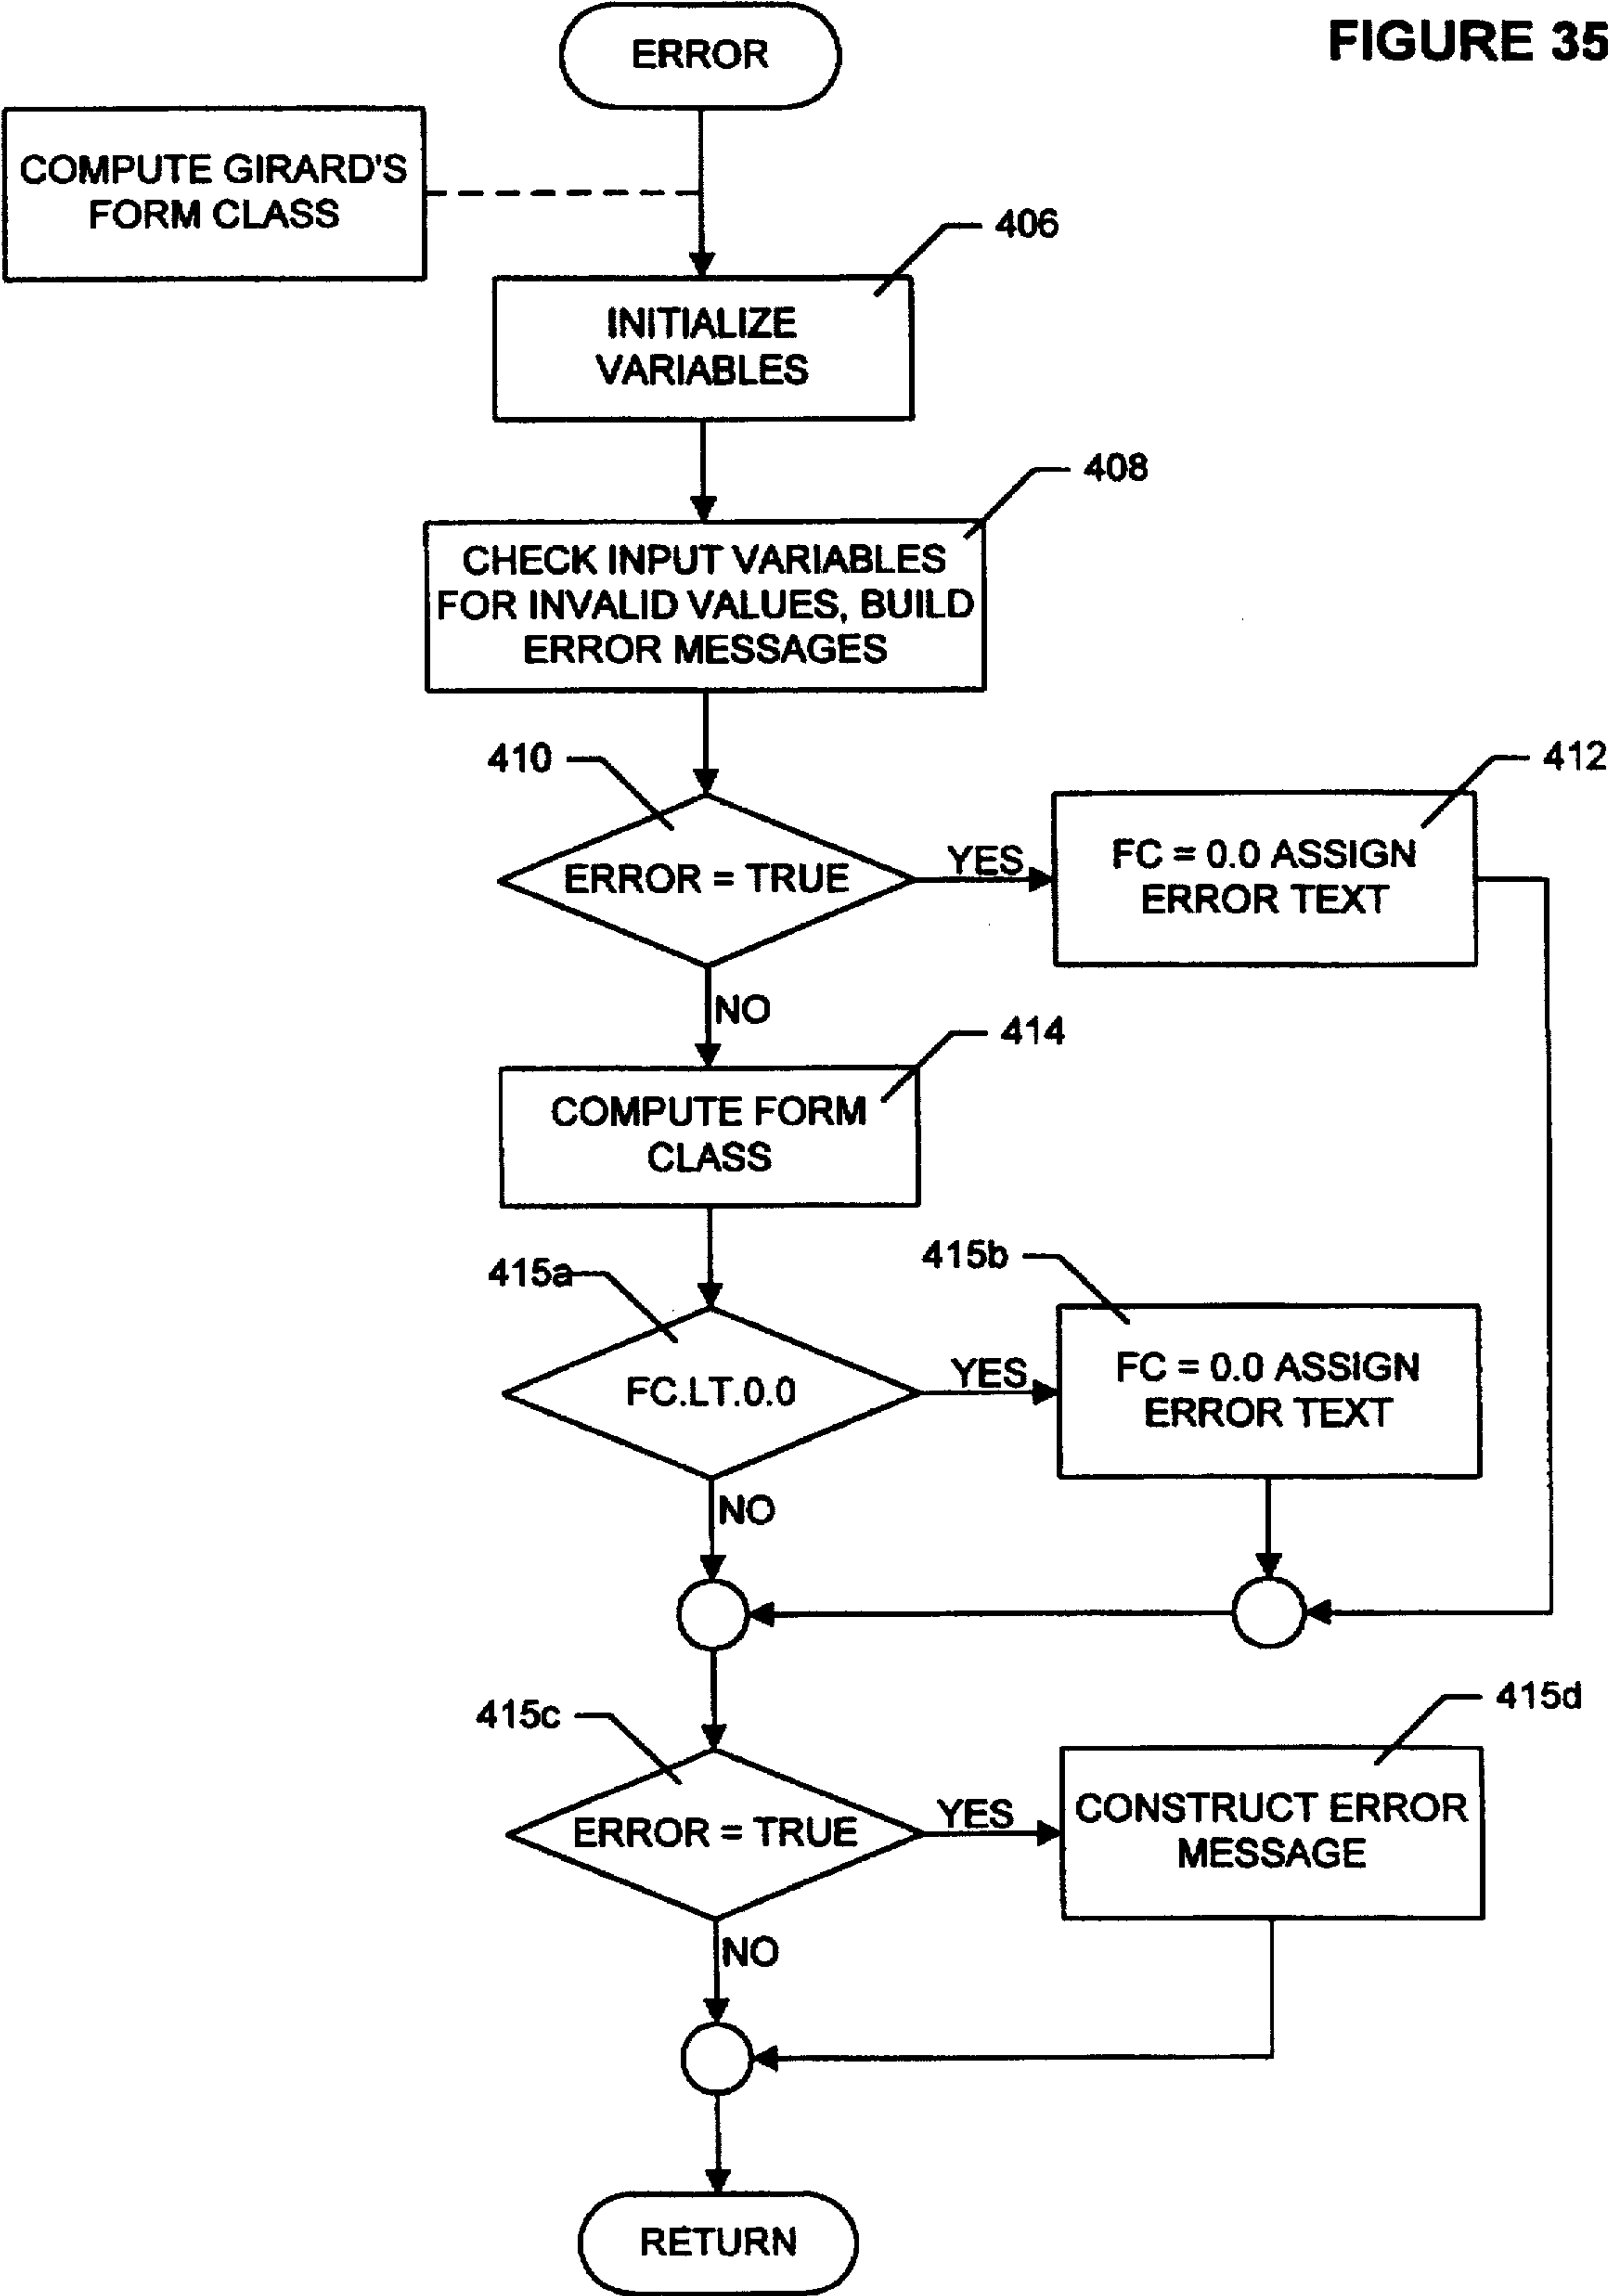 FIGURE 35
ERROR
COMPUTE GIRARD'S
FORM CLASS
406
INITIALIZE
VARIABLES
408
CHECK INPUT VARIABLES
FOR INVALID VALUES, BUILD
ERROR MESSAGES
410
412
ERROR = TRUE
YES
FC = 0.0 ASSIGN
ERROR TEXT
NO
414
COMPUTE FORM
CLASS
415a
415b
FC.LT.0.0
YES
FC = 0.0 ASSIGN
ERROR TEXT
NO
415c
415d
ERROR = TRUE
YES
CONSTRUCT ERROR
MESSAGE
NO
RETURN